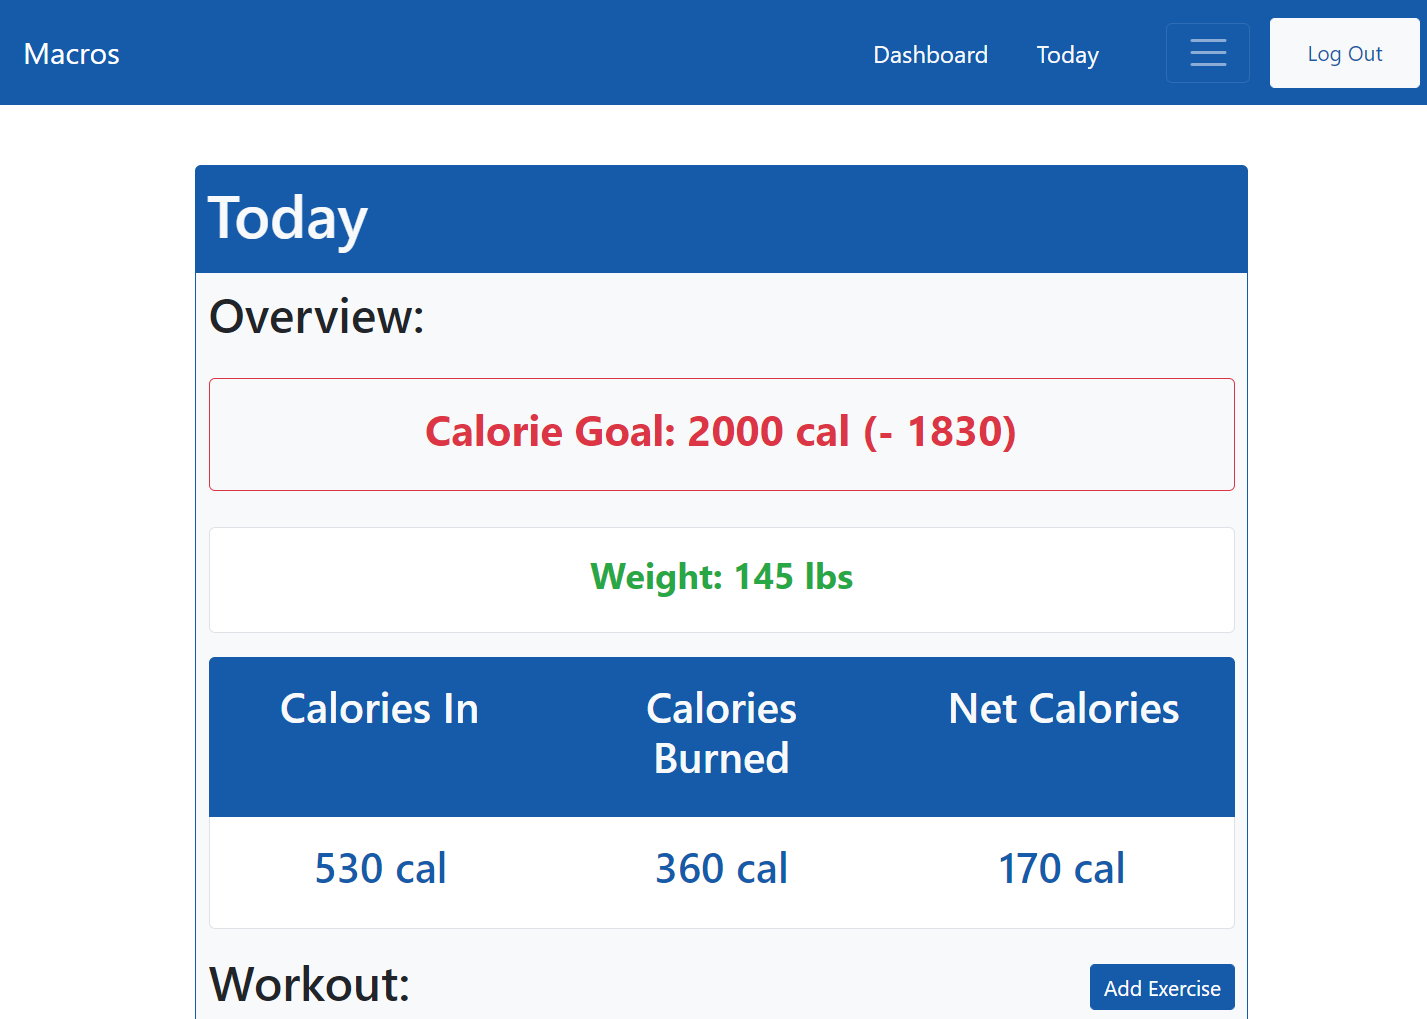 Macros
Dashboard
Today
Log Out
Today
Overview:
Calorie Goal: 2000 cal (- 1830)
Weight: 145 lbs
Calories In
Calories
Burned
Net Calories
530 cal
360 cal
170 cal
Workout:
Add Exercise